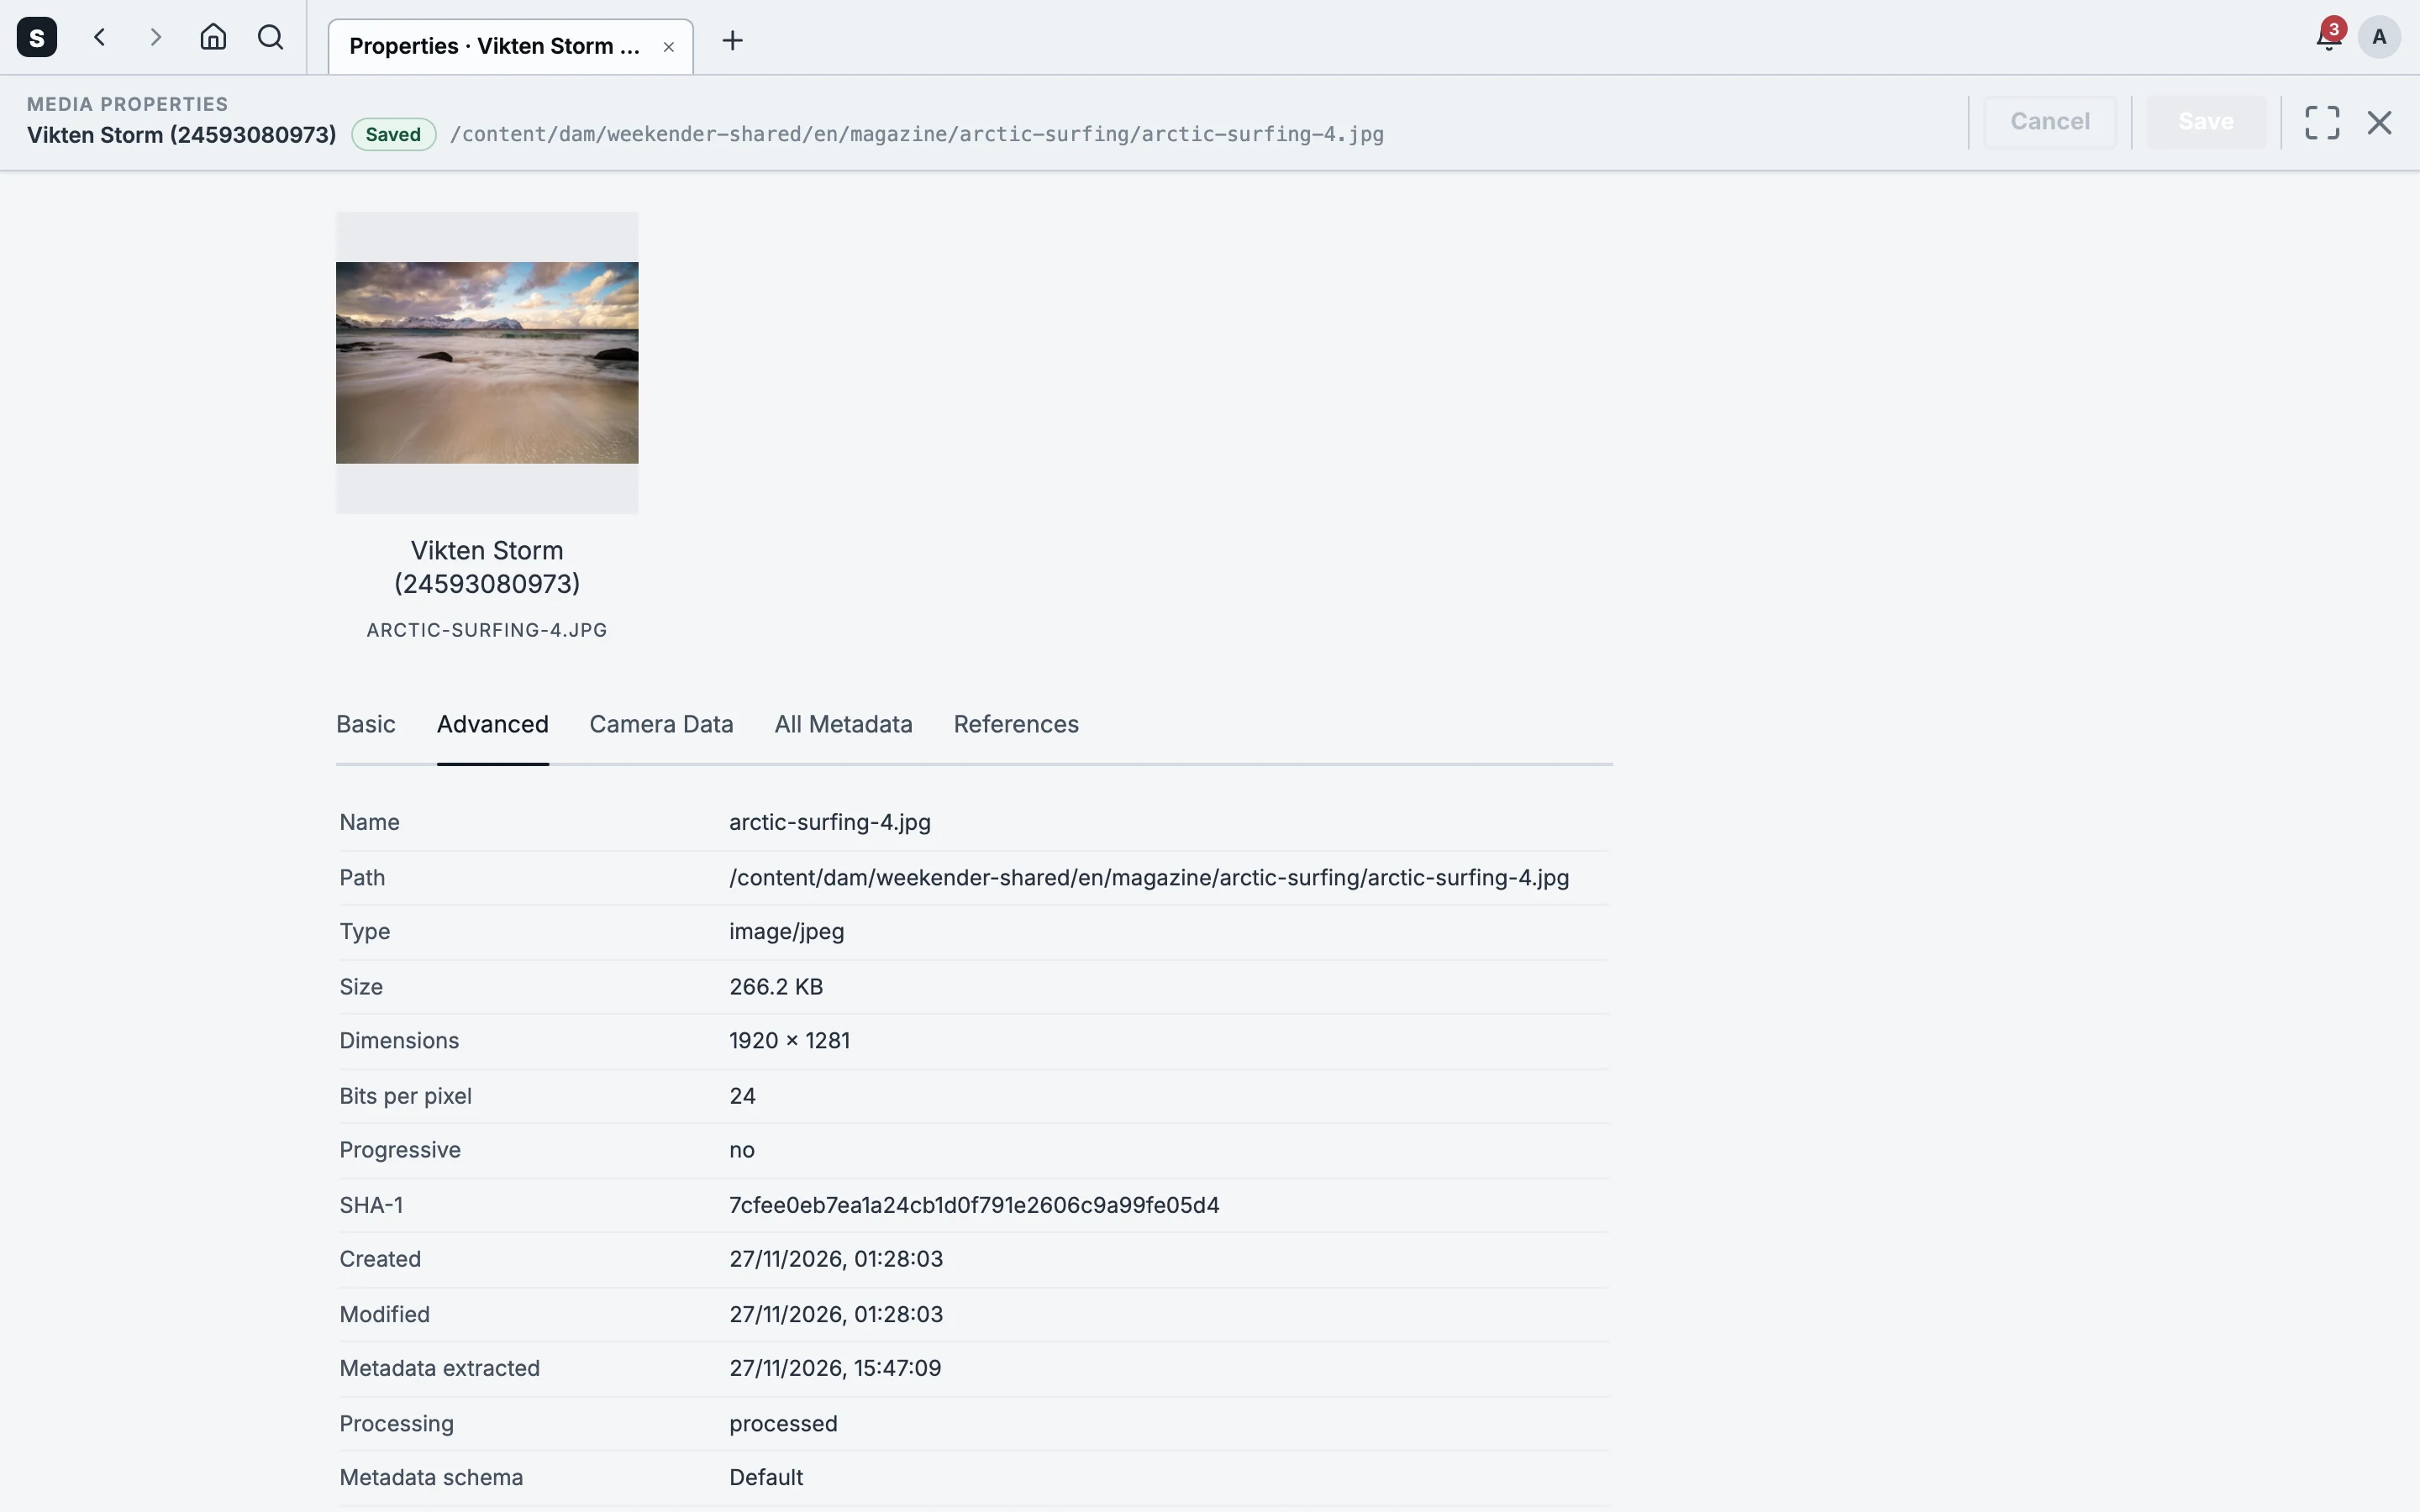 S
Properties · Vikten Storm ...
3
A
MEDIA PROPERTIES
Vikten Storm (24593080973) Saved /content/dam/weekender-shared/en/magazine/arctic-surfing/arctic-surfing-4.jpg
Cancel
Save
Vikten Storm
(24593080973)
ARCTIC-SURFING-4.JPG
Basic Advanced Camera Data All Metadata References
Name arctic-surfing-4.jpg
Path /content/dam/weekender-shared/en/magazine/arctic-surfing/arctic-surfing-4.jpg
Type image/jpeg
Size 266.2 KB
Dimensions 1920 × 1281
Bits per pixel 24
Progressive no
SHA-1 7cfee0eb7ea1a24cb1d0f791e2606c9a99fe05d4
Created 27/11/2026, 01:28:03
Modified 27/11/2026, 01:28:03
Metadata extracted 27/11/2026, 15:47:09
Processing processed
Metadata schema Default